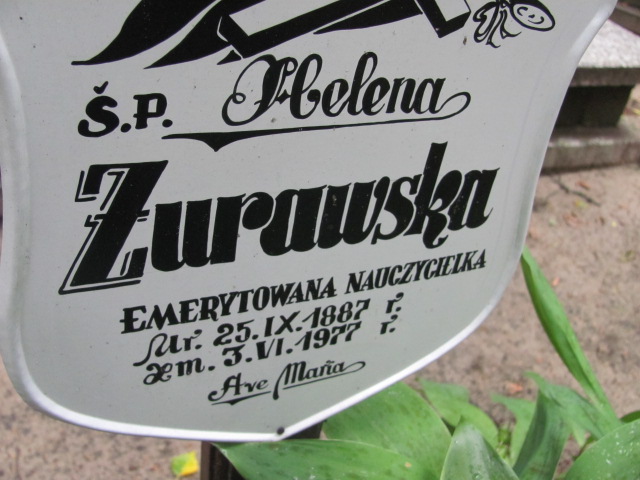 Ś.P. Helena
Żurawska
EMERYTOWANA NAUCZYCIELKA
Ur. 25.IX.1887 r.
zm. 3.VI.1977 r.
Ave Maria